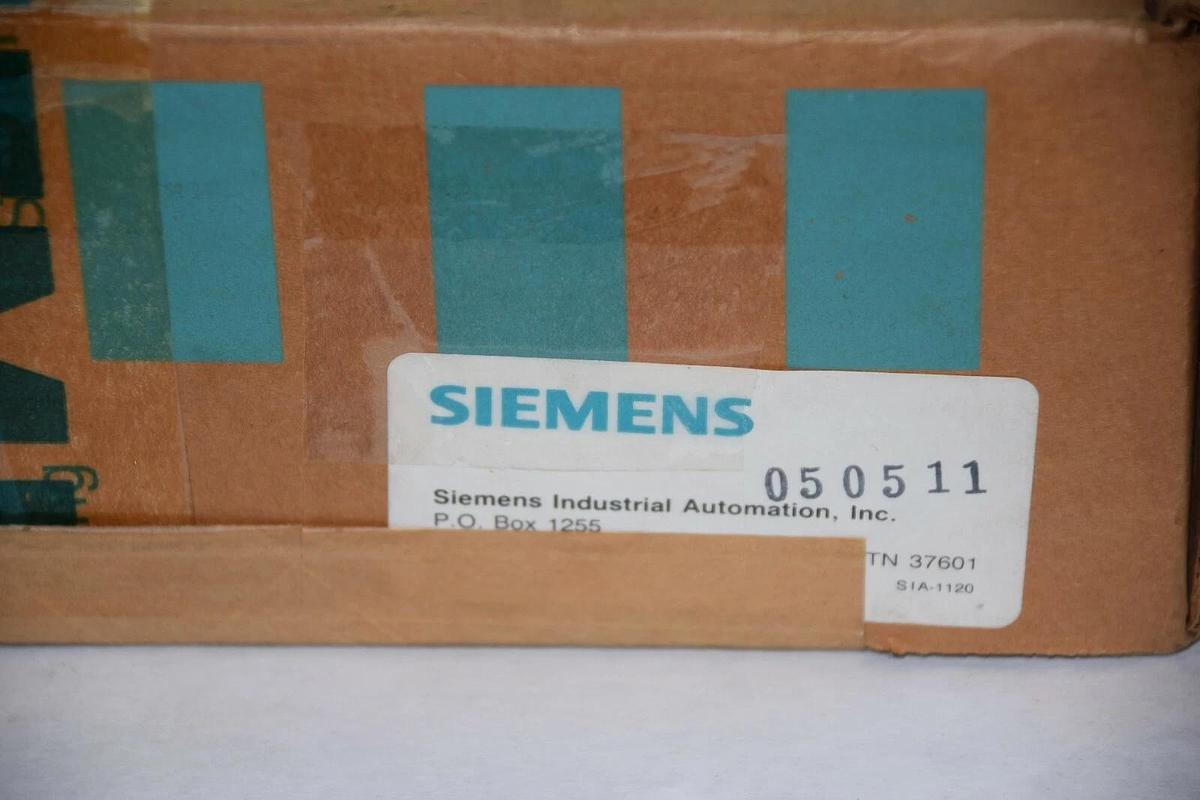 SIEMENS
050511
Siemens Industrial Automation, Inc.
P.O. Box 1255
TN 37601
SIA-1120